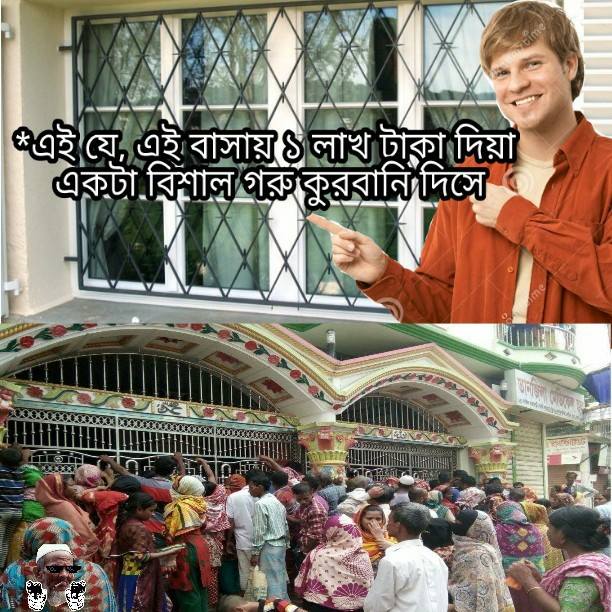 *এই যে, এই বাসায় ১ লাখ টাকা দিয়া
একটা বিশাল গরু কুরবানি দিসে